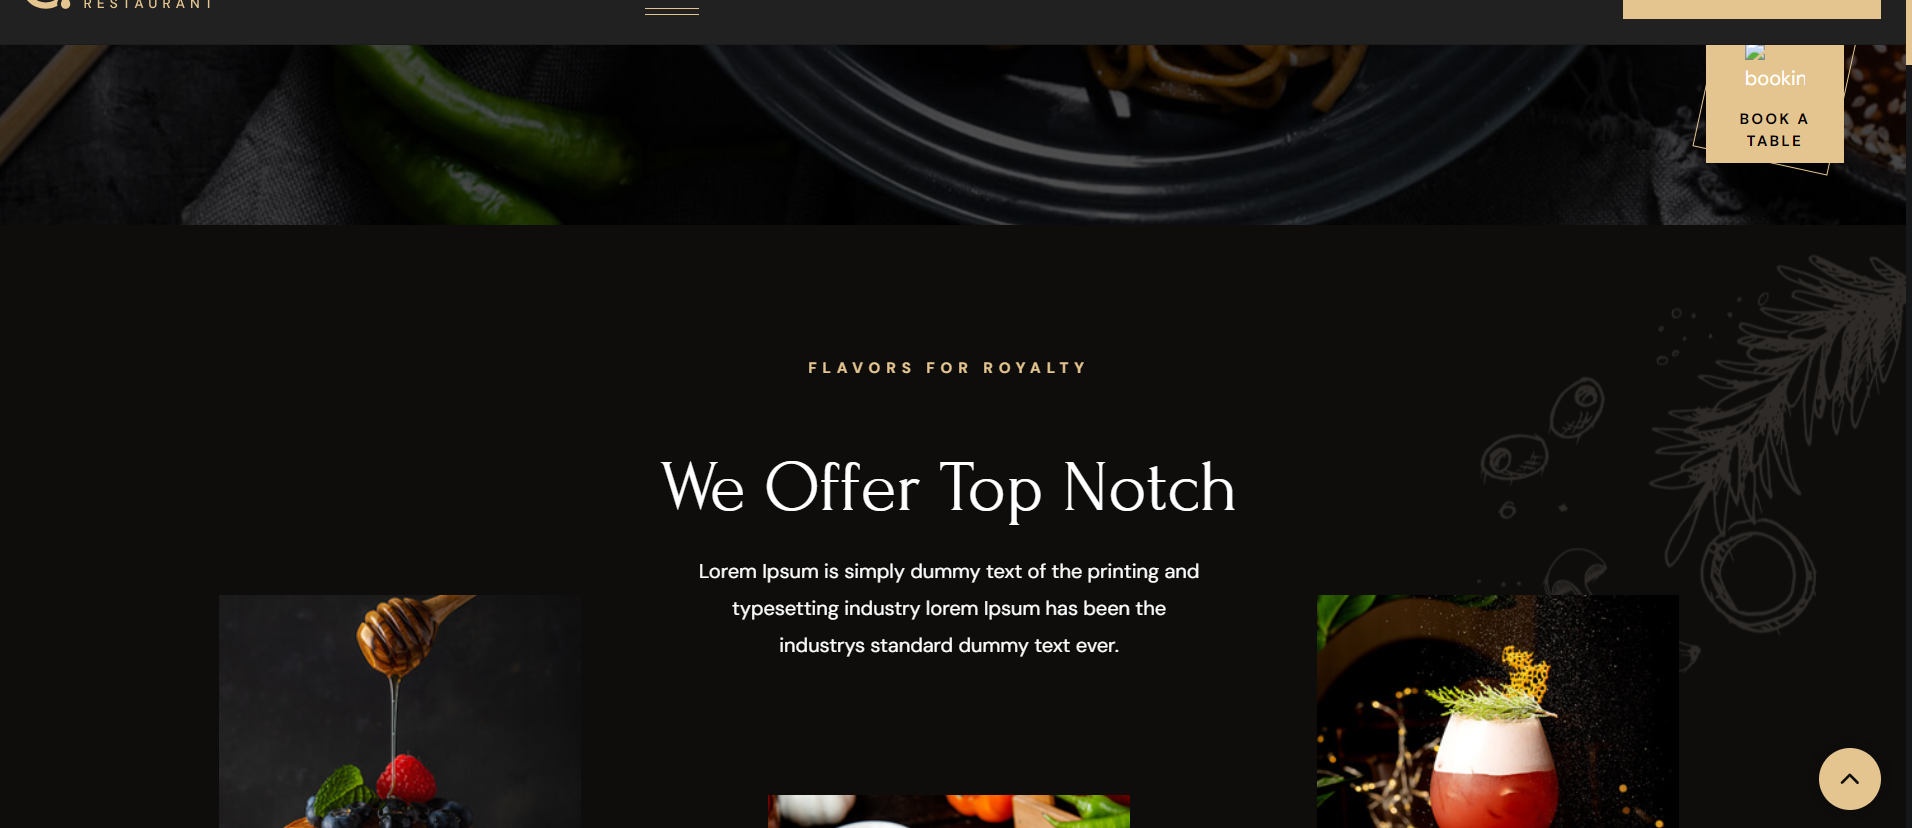 RESTAURANT
bookin
BOOK A
TABLE
FLAVORS FOR ROYALTY
We Offer Top Notch
Lorem Ipsum is simply dummy text of the printing and
typesetting industry lorem Ipsum has been the
industrys standard dummy text ever.